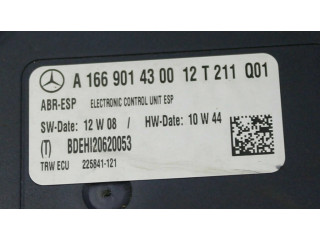 A 166 901 43 00 12 T 211 Q01
ABR-ESP ELECTRONIC CONTROL UNIT ESP
SW-Date: 12 W 08 / HW-Date: 10 W 44
(T) BDEHI20620053
TRW ECU 225841-121